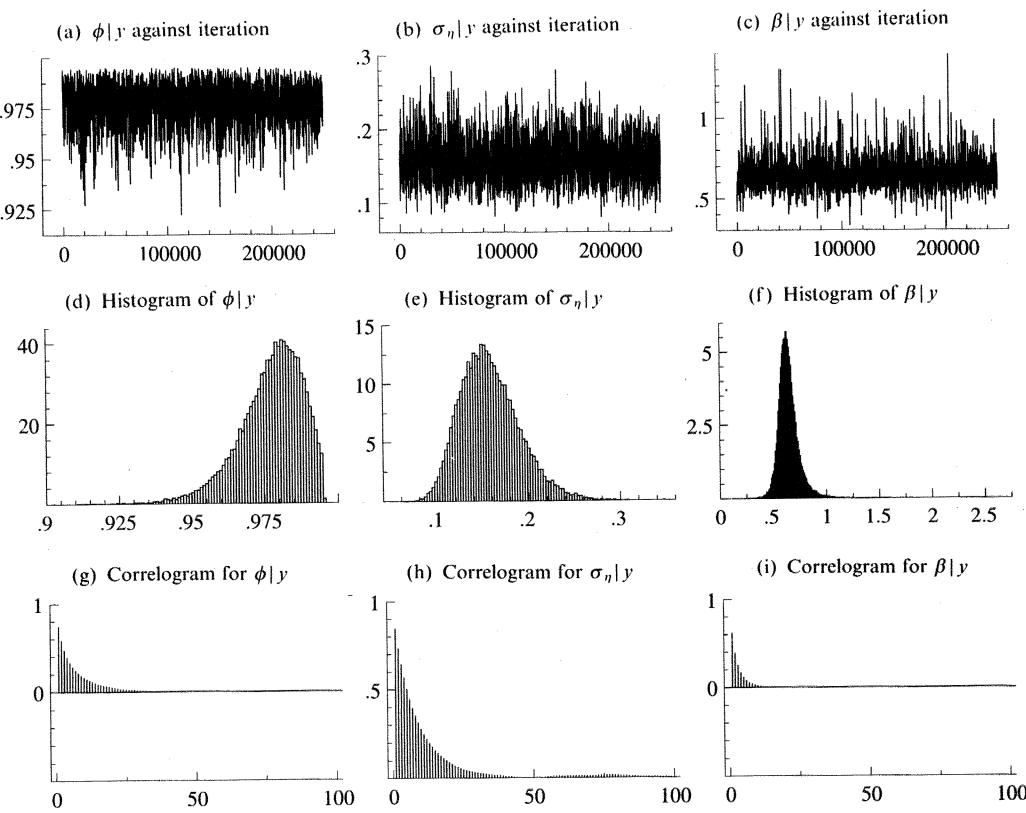 (a) ϕ|y against iteration
(b) σ_η|y against iteration
(c) β|y against iteration
.975
.95
.925
0 100000 200000
.3
.2
.1
0 100000 200000
1
.5
0 100000 200000
(d) Histogram of ϕ|y
(e) Histogram of σ_η|y
(f) Histogram of β|y
40
20
.9 .925 .95 .975
15
10
5
.1 .2 .3
5
2.5
0 .5 1 1.5 2 2.5
(g) Correlogram for ϕ|y
(h) Correlogram for σ_η|y
(i) Correlogram for β|y
1
0
0 50 100
1
.5
0 50 100
1
0
0 50 100